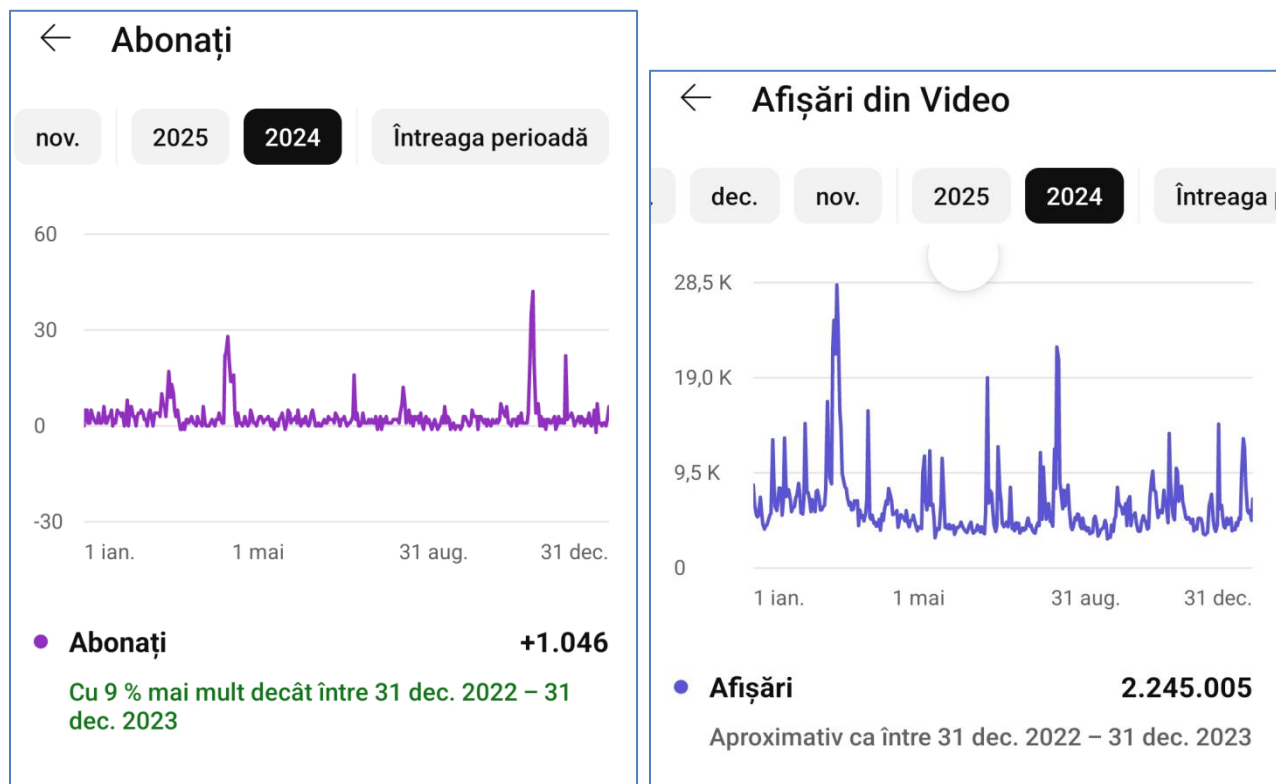 Abonați
nov. 2025 2024 Întreaga perioadă
60
30
0
-30
1 ian. 1 mai 31 aug. 31 dec.
Abonați +1.046
Cu 9 % mai mult decât între 31 dec. 2022 – 31
dec. 2023
Afișări din Video
dec. nov. 2025 2024 Întreaga
28,5 K
19,0 K
9,5 K
0
1 ian. 1 mai 31 aug. 31 dec.
Afișări 2.245.005
Aproximativ ca între 31 dec. 2022 – 31 dec. 2023